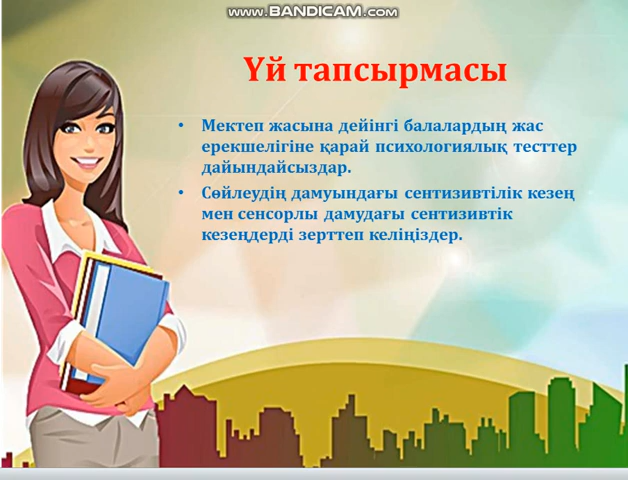 www.BANDICAM.com
Үй тапсырмасы
• Мектеп жасына дейінгі балалардың жас
ерекшелігіне қарай психологиялық тесттер
дайындайсыздар.
• Сөйлеудің дамуындағы сентизивтілік кезең
мен сенсорлы дамудағы сентизивтік
кезеңдерді зерттеп келіңіздер.